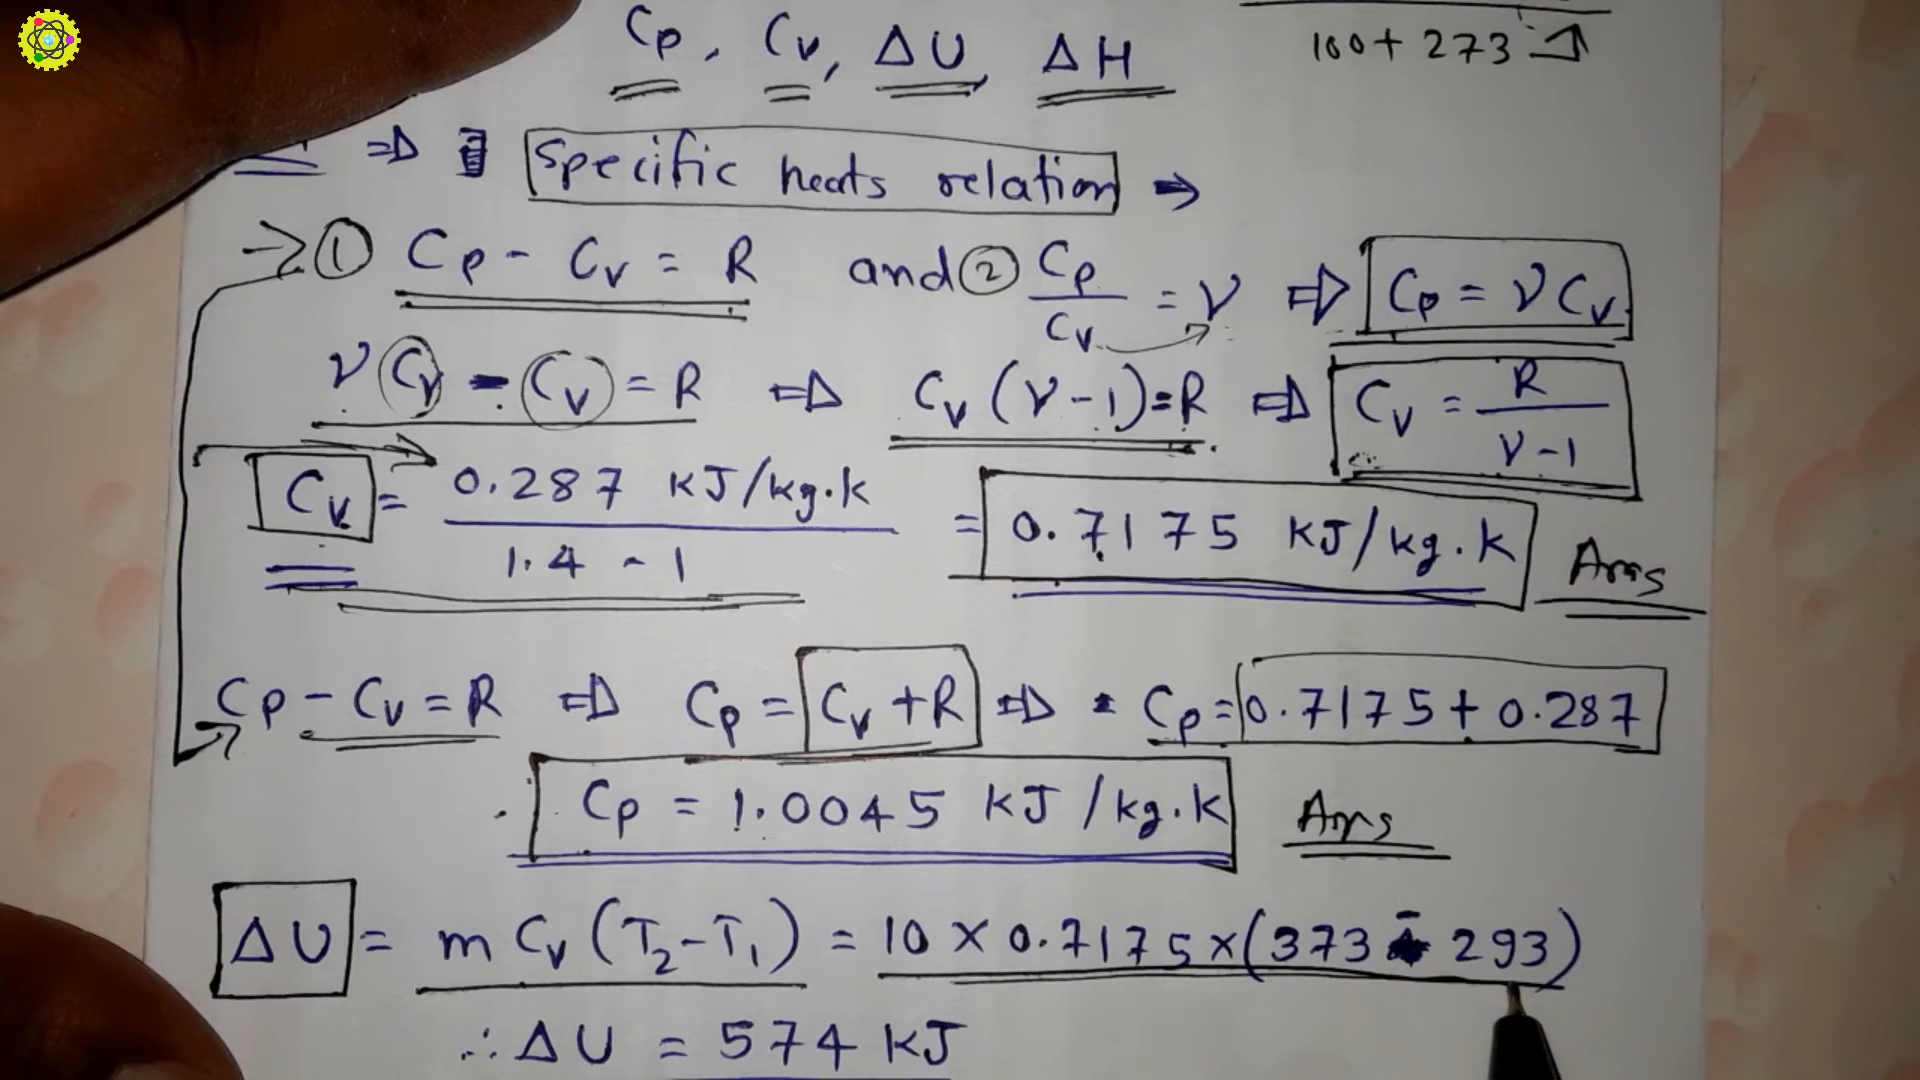 Cp, Cv, ΔU, ΔH
100+273
⇒ Specific heats relation →
→ ① Cp - Cv = R and ② Cp/Cv = γ ⇒ Cp = γ Cv
γ Cv - Cv = R ⇒ Cv (γ-1) = R ⇒ Cv = R/γ-1
Cv = 0.287 KJ/kg.k / 1.4 - 1 = 0.7175 KJ/kg.k Ans
Cp - Cv = R ⇒ Cp = Cv + R ⇒ Cp = 0.7175 + 0.287
Cp = 1.0045 KJ/kg.k Ans
ΔU = m Cv (T₂-T₁) = 10 × 0.7175 × (373 - 293)
∴ ΔU = 574 KJ